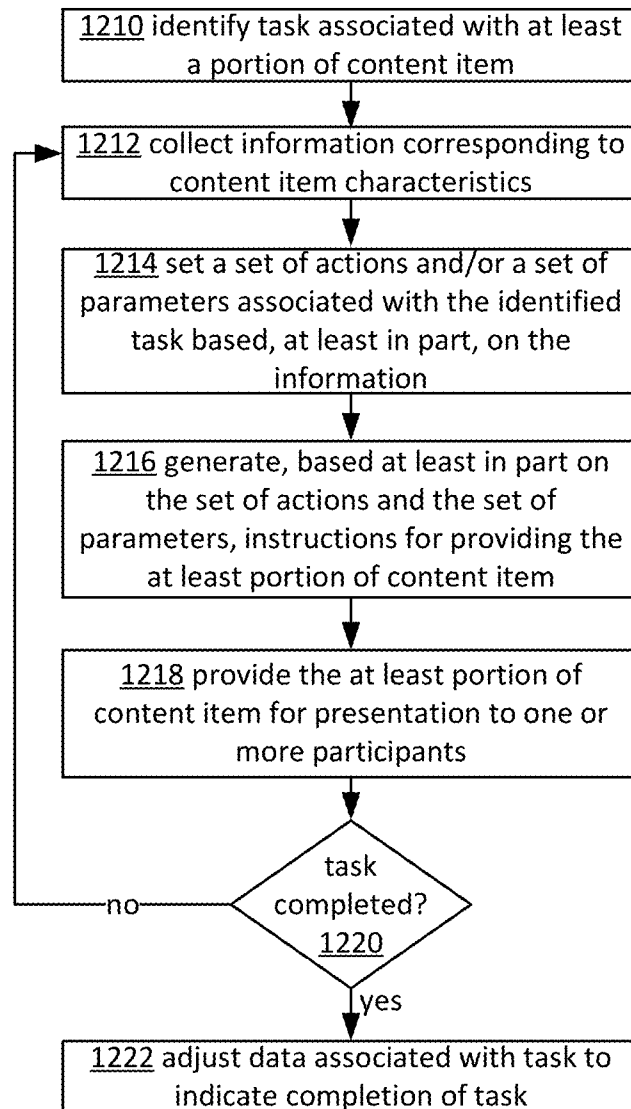 1210 identify task associated with at least
a portion of content item
1212 collect information corresponding to
content item characteristics
1214 set a set of actions and/or a set of
parameters associated with the identified
task based, at least in part, on the
information
1216 generate, based at least in part on
the set of actions and the set of
parameters, instructions for providing the
at least portion of content item
1218 provide the at least portion of
content item for presentation to one or
more participants
task
completed?
1220
no
yes
1222 adjust data associated with task to
indicate completion of task